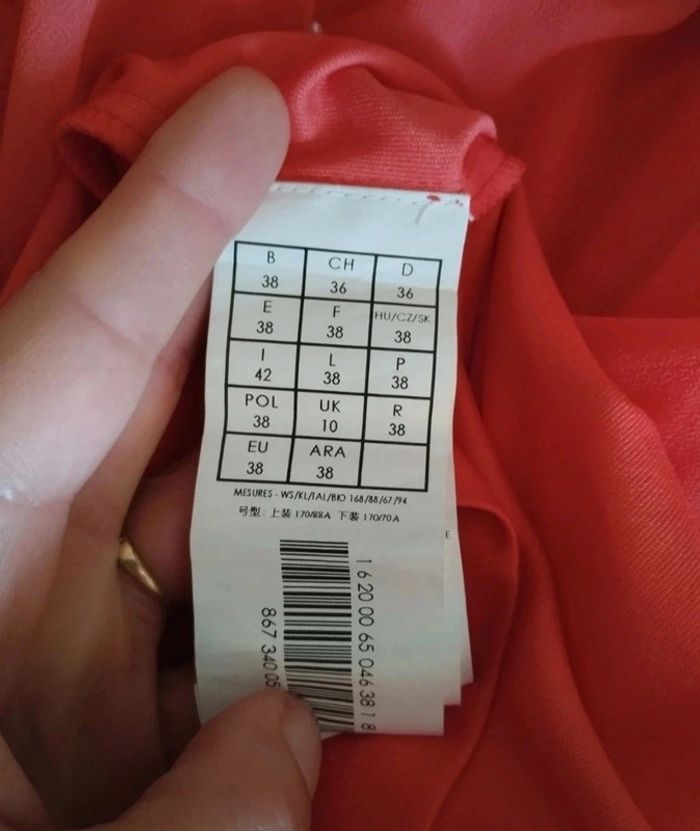 B CH D
38 36 36
E F HU/CZ/SK
38 38 38
I L P
42 38 38
POL UK R
38 10 38
EU ARA
38 38
MESURES - WS/KL/TAL/BIO 168/88/67/94
号型: 上装 170/88A 下装 170/70A
E
1 6 20 00 65 046 38 1 8
867 340 05